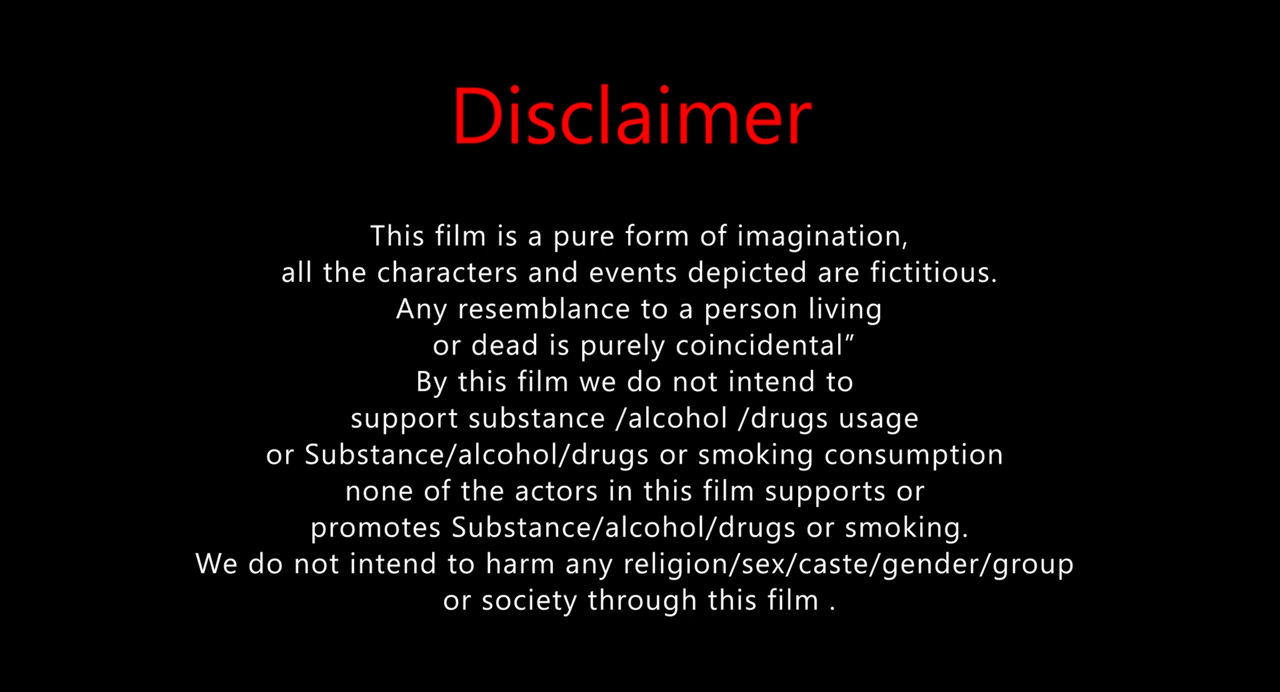 Disclaimer
This film is a pure form of imagination,
all the characters and events depicted are fictitious.
Any resemblance to a person living
or dead is purely coincidental”
By this film we do not intend to
support substance /alcohol /drugs usage
or Substance/alcohol/drugs or smoking consumption
none of the actors in this film supports or
promotes Substance/alcohol/drugs or smoking.
We do not intend to harm any religion/sex/caste/gender/group
or society through this film .